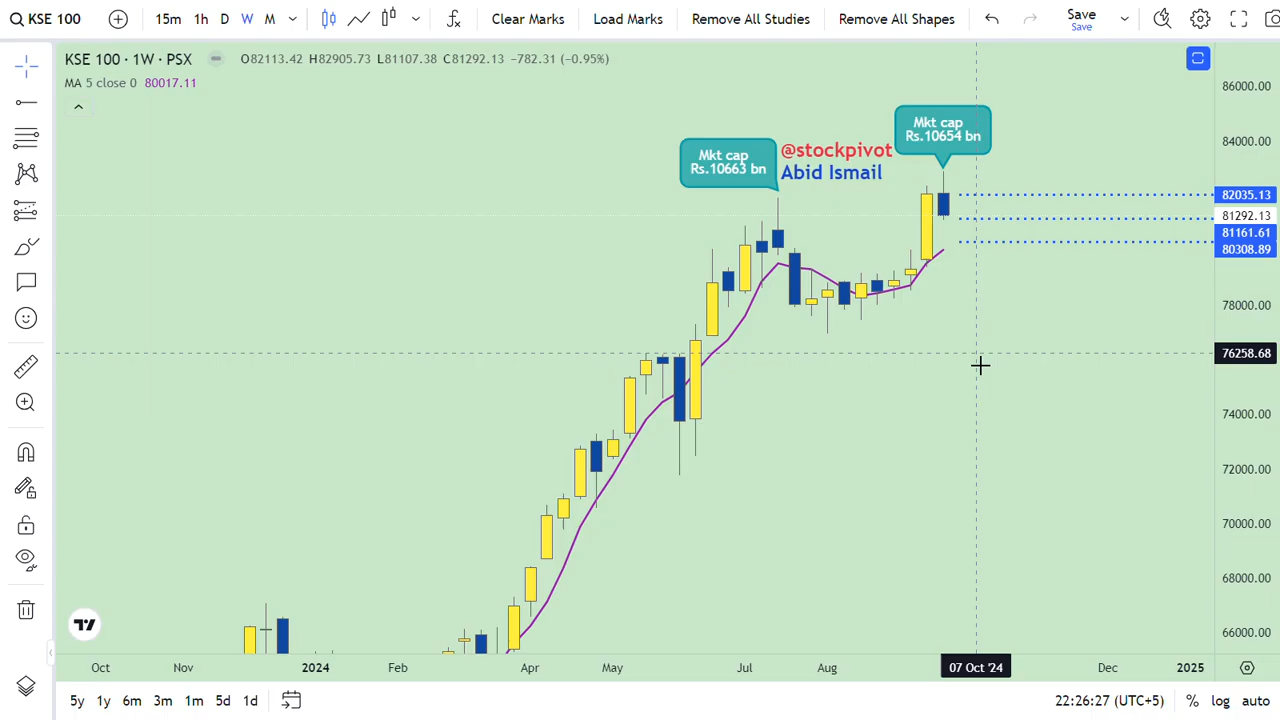 KSE 100
15m 1h D W M
Clear Marks
Load Marks
Remove All Studies
Remove All Shapes
Save
Save
KSE 100 · 1W · PSX
O82113.42 H82905.73 L81107.38 C81292.13 −782.31 (−0.95%)
MA 5 close 0 80017.11
Mkt cap
Rs.10663 bn
@stockpivot
Abid Ismail
Mkt cap
Rs.10654 bn
86000.00
84000.00
82035.13
81292.13
81161.61
80308.89
78000.00
76258.68
74000.00
72000.00
70000.00
68000.00
66000.00
Oct Nov 2024 Feb Apr May Jul Aug 07 Oct '24 Dec 2025
5y 1y 6m 3m 1m 5d 1d
22:26:27 (UTC+5) % log auto